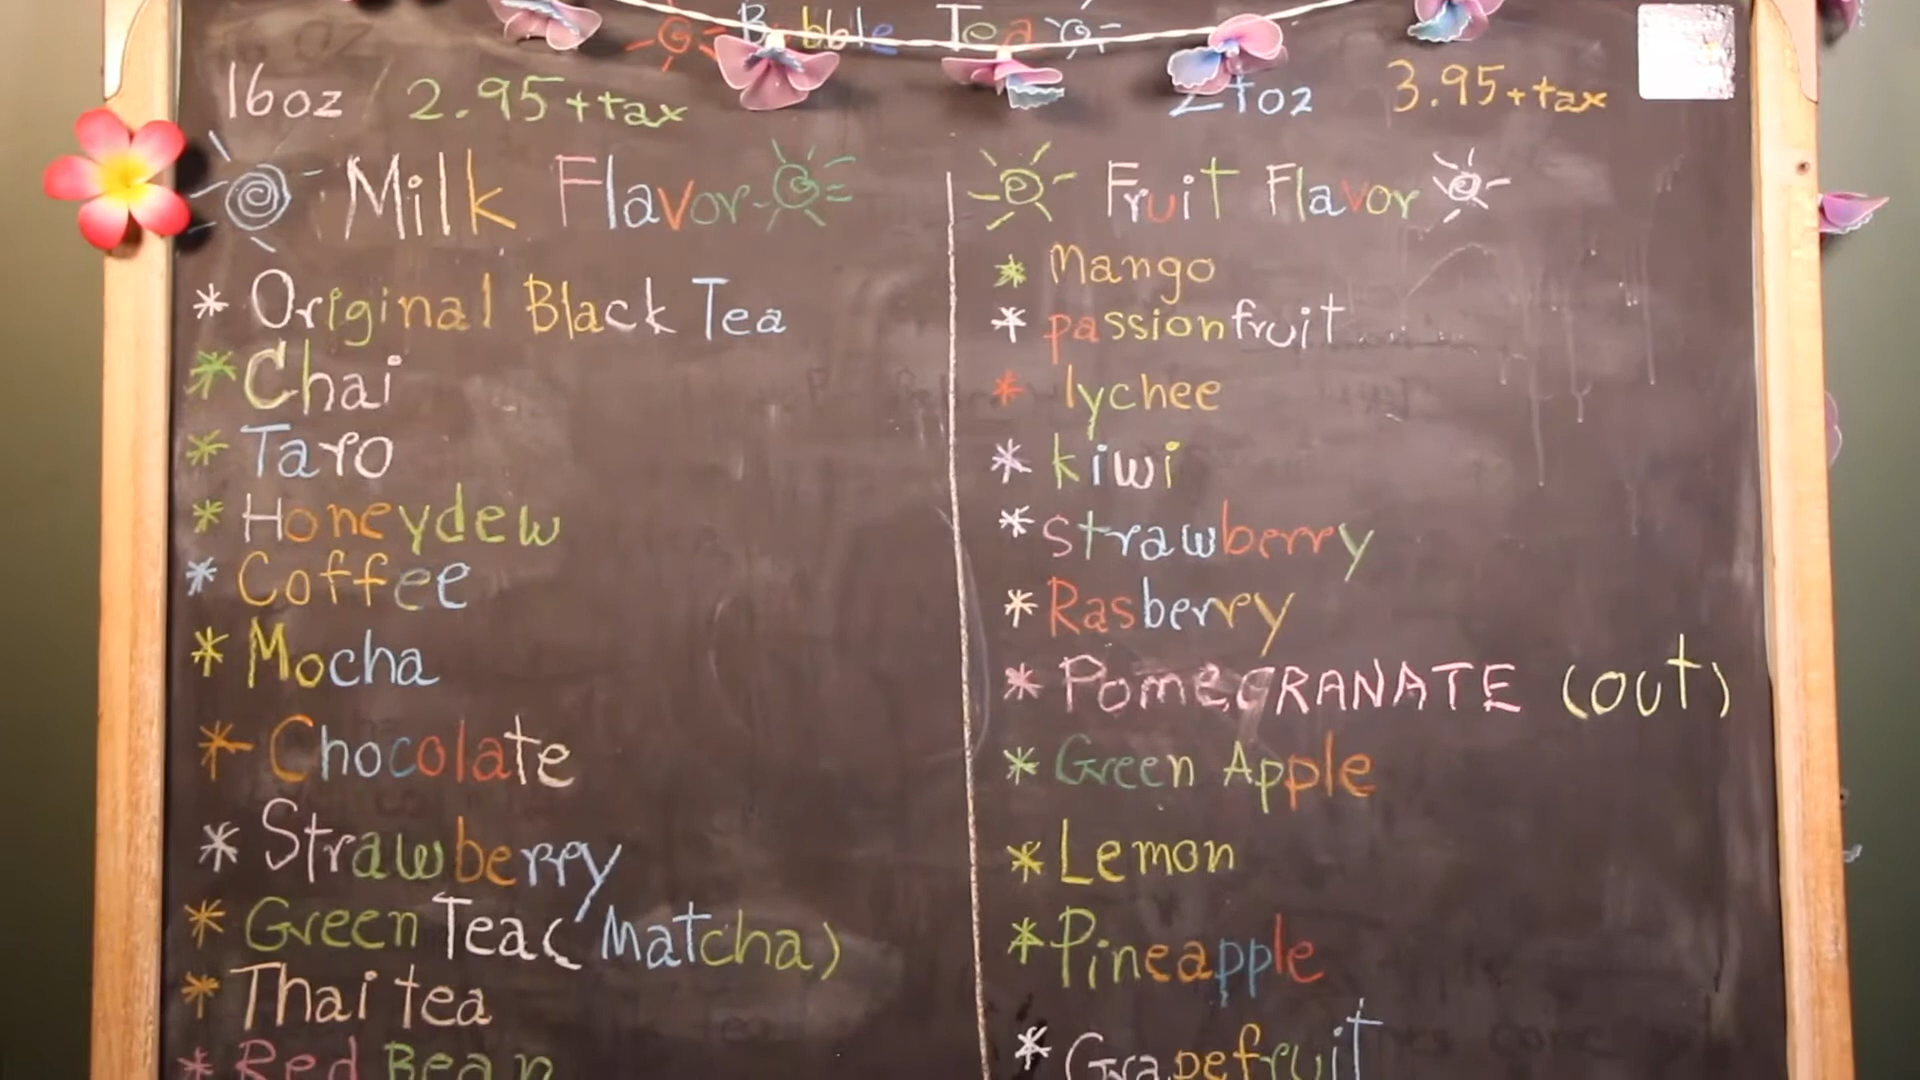 Bubble Tea
16oz 2.95+tax
24oz 3.95+tax
Milk Flavor
* Original Black Tea
* Chai
* Taro
* Honeydew
* Coffee
* Mocha
* Chocolate
* Strawberry
* Green Tea (Matcha)
* Thai tea
* Red Bean
Fruit Flavor
* Mango
* passionfruit
* lychee
* kiwi
* strawberry
* Rasberry
* POMEGRANATE (out)
* Green Apple
* Lemon
* Pineapple
* Grapefruit